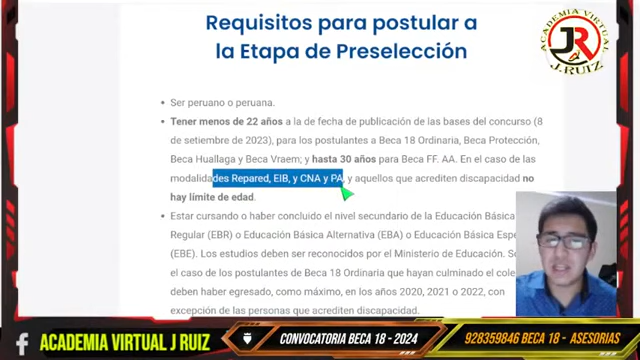 Requisitos para postular a
la Etapa de Preselección
ACADEMIA VIRTUAL
JR
J.RUIZ
• Ser peruano o peruana.
• Tener menos de 22 años a la de fecha de publicación de las bases del concurso (8
de setiembre de 2023), para los postulantes a Beca 18 Ordinaria, Beca Protección,
Beca Huallaga y Beca Vraem; y hasta 30 años para Beca FF. AA. En el caso de las
modalidades Repared, EIB, y CNA y PA, y aquellos que acrediten discapacidad no
hay límite de edad.
• Estar cursando o haber concluido el nivel secundario de la Educación Básica
Regular (EBR) o Educación Básica Alternativa (EBA) o Educación Básica Espe
(EBE). Los estudios deben ser reconocidos por el Ministerio de Educación. So
el caso de los postulantes de Beca 18 Ordinaria que hayan culminado el cole
deben haber egresado, como máximo, en los años 2020, 2021 o 2022, con
excepción de las personas que acrediten discapacidad.
f ACADEMIA VIRTUAL J RUIZ
CONVOCATORIA BECA 18 - 2024
928359846 BECA 18 - ASESORIAS